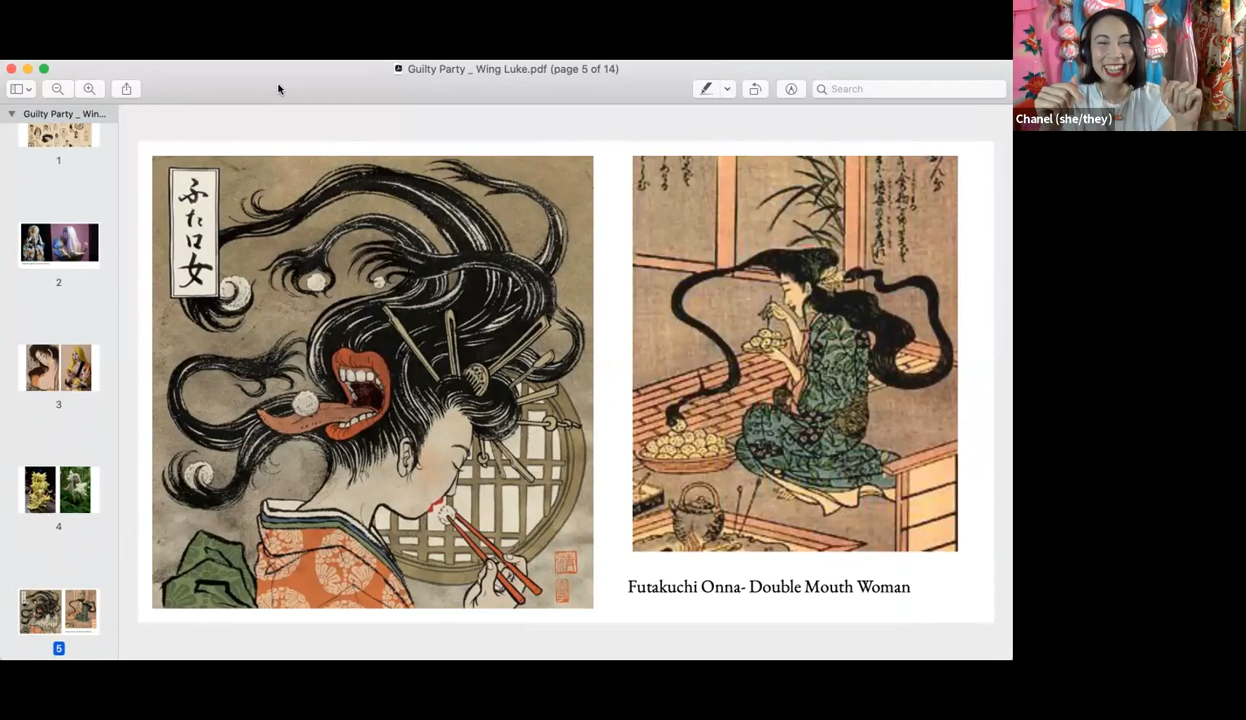 Guilty Party _ Wing Luke.pdf (page 5 of 14)
Search
Guilty Party _ Win...
1
2
3
4
5
ふた口女
Futakuchi Onna- Double Mouth Woman
Chanel (she/they)